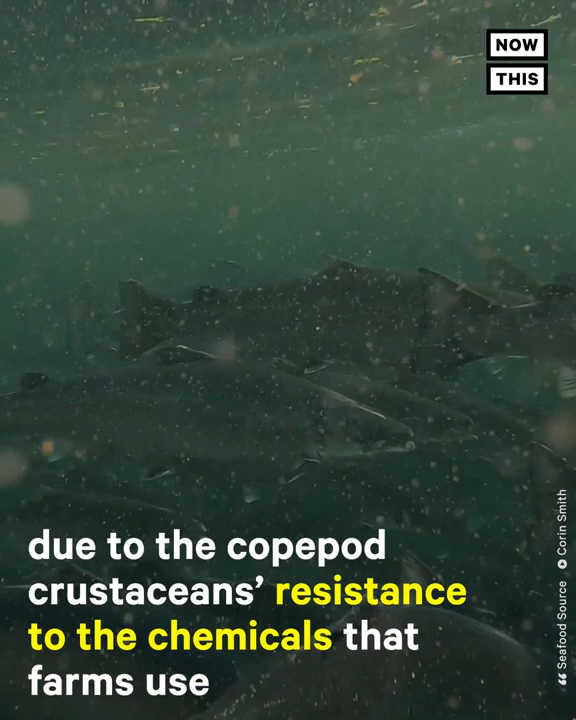 NOW
THIS
due to the copepod
crustaceans’ resistance
to the chemicals that
farms use
Seafood Source Corin Smith